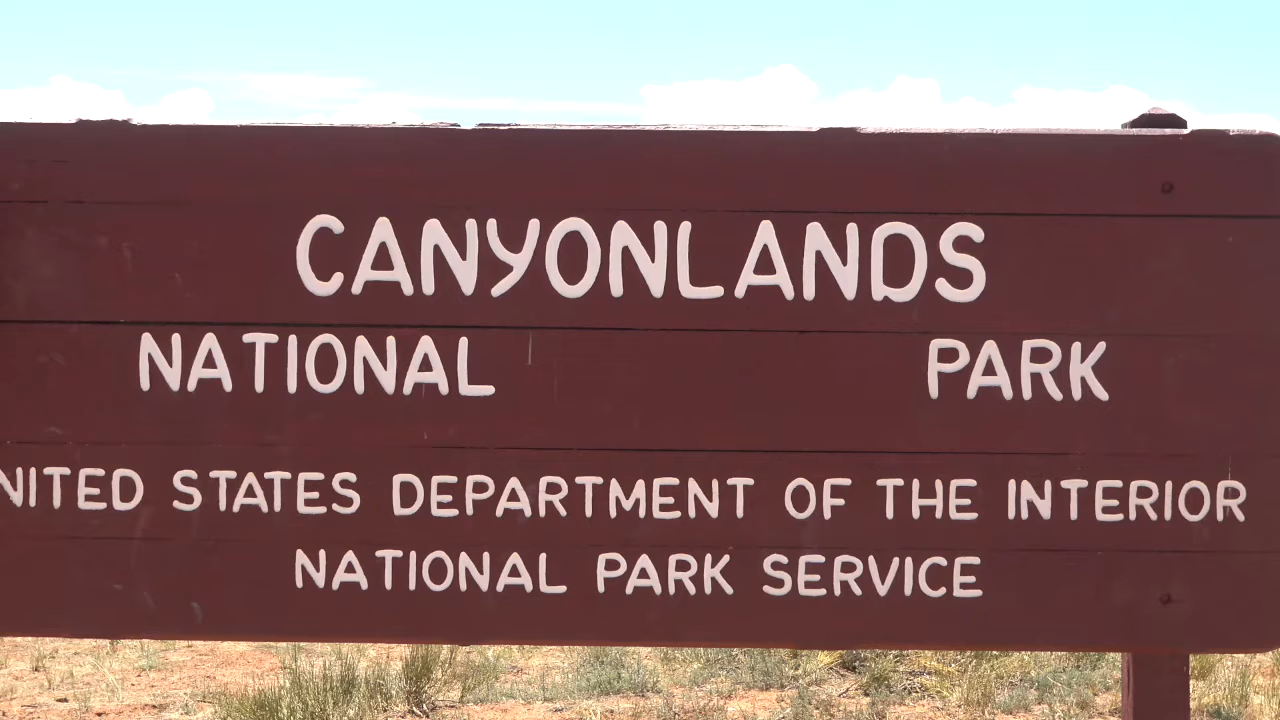 CANYONLANDS
NATIONAL PARK
NITED STATES DEPARTMENT OF THE INTERIOR
NATIONAL PARK SERVICE